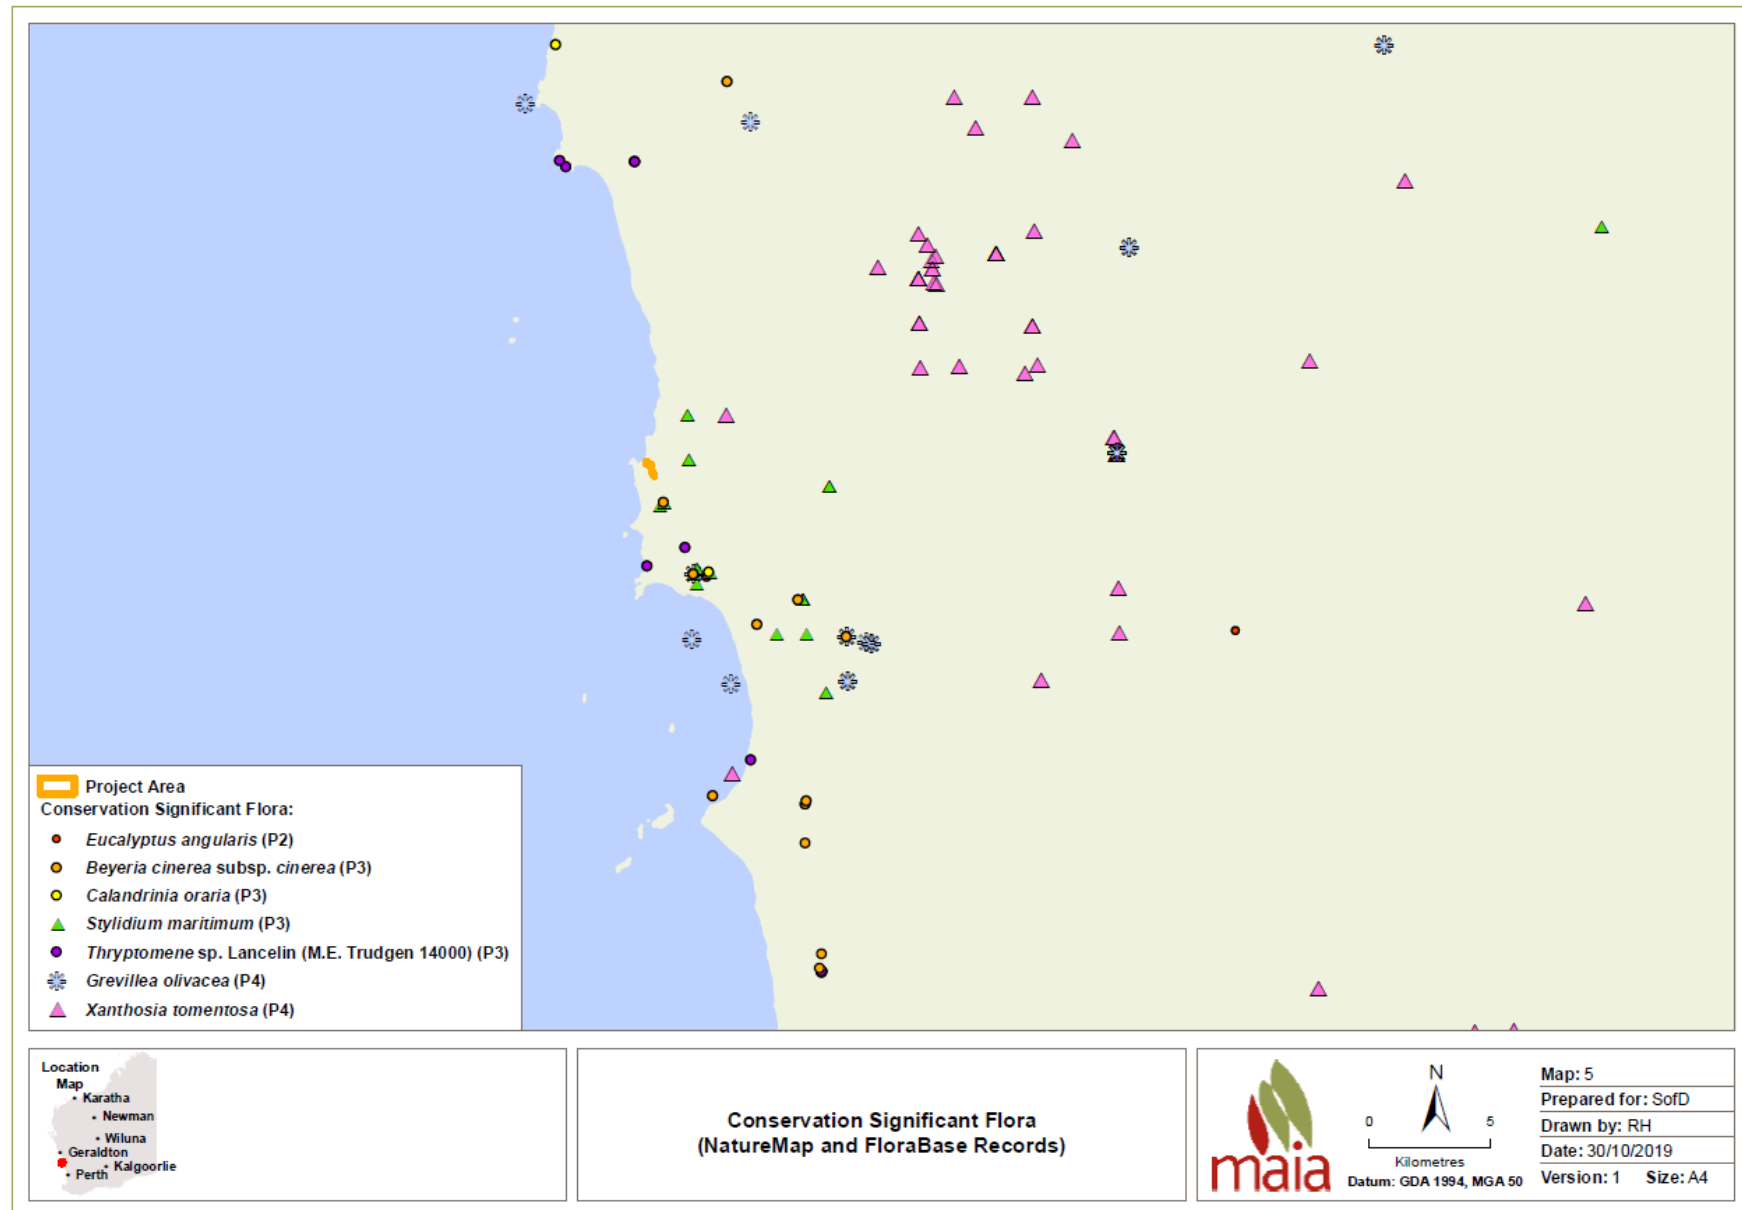 Project Area
Conservation Significant Flora:
Eucalyptus angularis (P2)
Beyeria cinerea subsp. cinerea (P3)
Calandrinia oraria (P3)
Stylidium maritimum (P3)
Thryptomene sp. Lancelin (M.E. Trudgen 14000) (P3)
Grevillea olivacea (P4)
Xanthosia tomentosa (P4)
Location
Map
Karatha
Newman
Wiluna
Geraldton
Kalgoorlie
Perth
Conservation Significant Flora
(NatureMap and FloraBase Records)
maia
N
0 5
Kilometres
Datum: GDA 1994, MGA 50
Map: 5
Prepared for: SofD
Drawn by: RH
Date: 30/10/2019
Version: 1 Size: A4